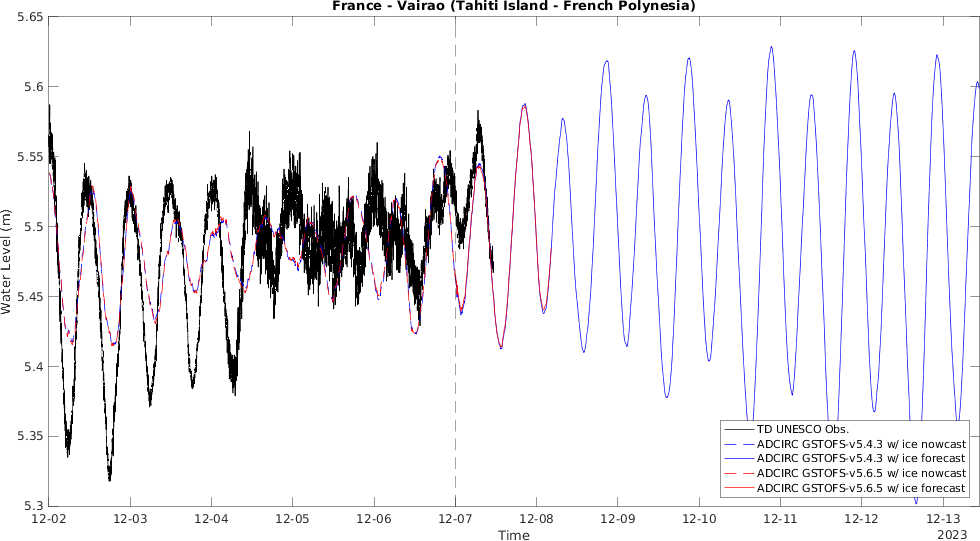 France - Vairao (Tahiti Island - French Polynesia)
5.65
5.6
5.55
5.5
5.45
5.4
5.35
5.3
Water Level (m)
TD UNESCO Obs.
ADCIRC GSTOFS-v5.4.3 w/ ice nowcast
ADCIRC GSTOFS-v5.4.3 w/ ice forecast
ADCIRC GSTOFS-v5.6.5 w/ ice nowcast
ADCIRC GSTOFS-v5.6.5 w/ ice forecast
12-02 12-03 12-04 12-05 12-06 12-07 12-08 12-09 12-10 12-11 12-12 12-13
Time
2023